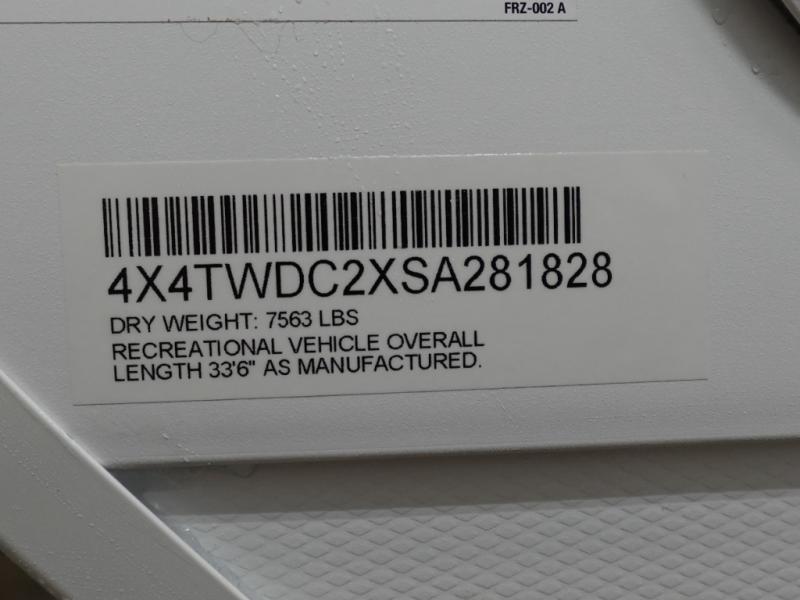 FRZ-002 A
4X4TWDC2XSA281828
DRY WEIGHT: 7563 LBS
RECREATIONAL VEHICLE OVERALL
LENGTH 33'6" AS MANUFACTURED.